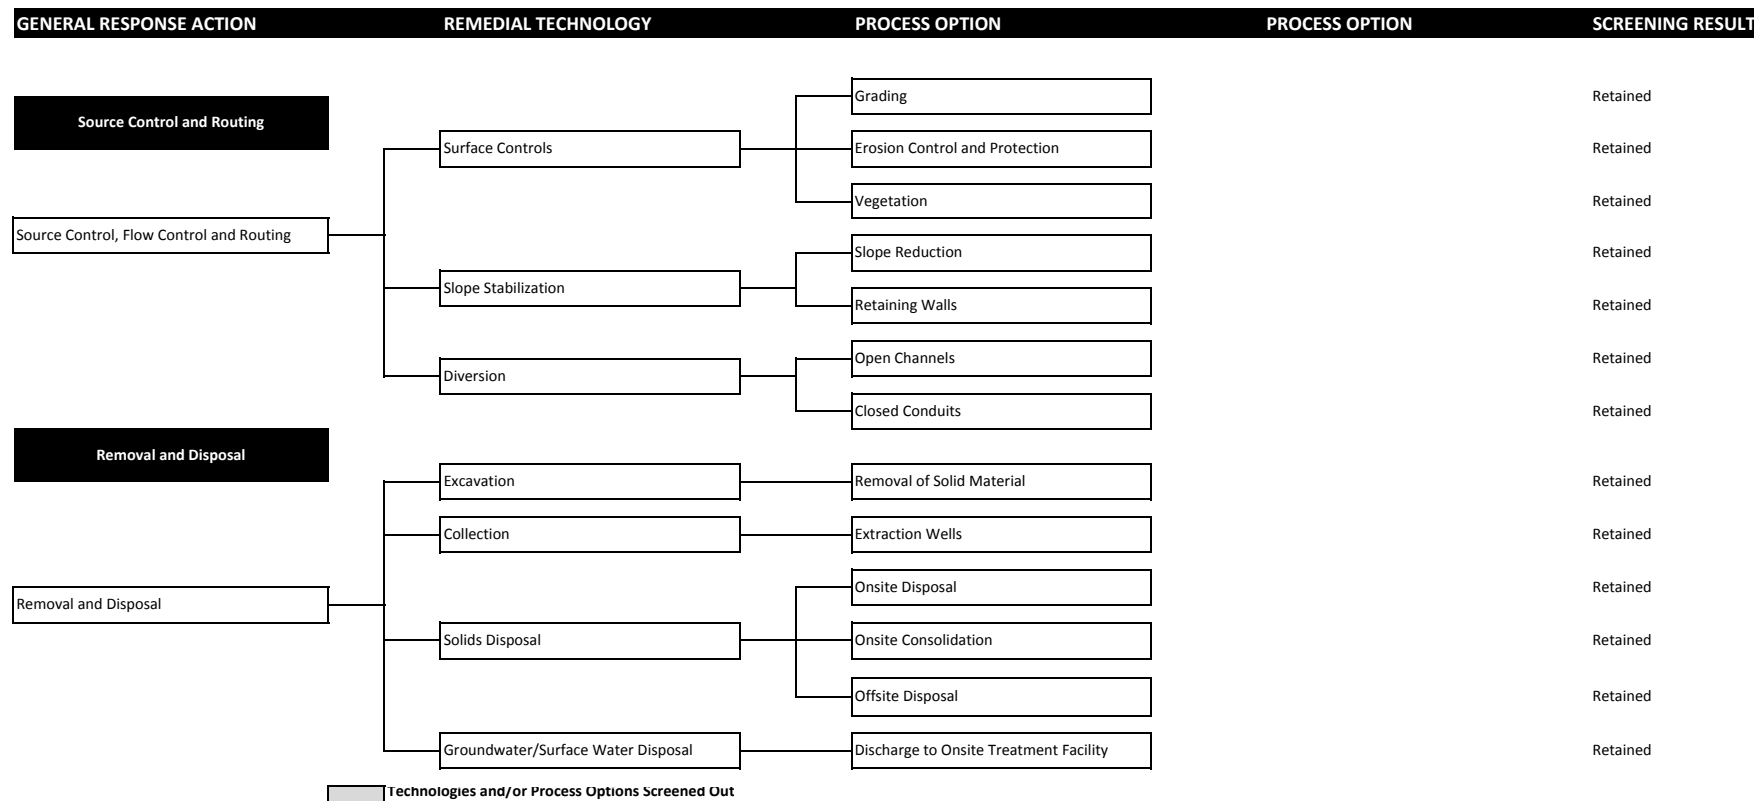 GENERAL RESPONSE ACTION REMEDIAL TECHNOLOGY PROCESS OPTION PROCESS OPTION SCREENING RESULT
Grading Retained
Source Control and Routing
Surface Controls Erosion Control and Protection Retained
Vegetation Retained
Source Control, Flow Control and Routing
Slope Reduction Retained
Slope Stabilization
Retaining Walls Retained
Open Channels Retained
Diversion
Closed Conduits Retained
Removal and Disposal
Excavation Removal of Solid Material Retained
Collection Extraction Wells Retained
Onsite Disposal Retained
Removal and Disposal
Solids Disposal Onsite Consolidation Retained
Offsite Disposal Retained
Groundwater/Surface Water Disposal Discharge to Onsite Treatment Facility Retained
Technologies and/or Process Options Screened Out